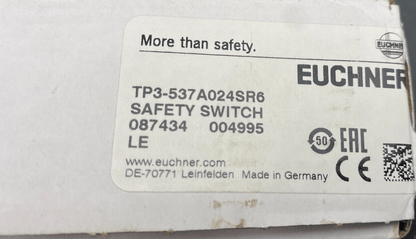 More than safety.
EUCHNER
EUCHNER
TP3-537A024SR6
SAFETY SWITCH
087434 004995
LE
50 EAC
CE
www.euchner.com
DE-70771 Leinfelden Made in Germany